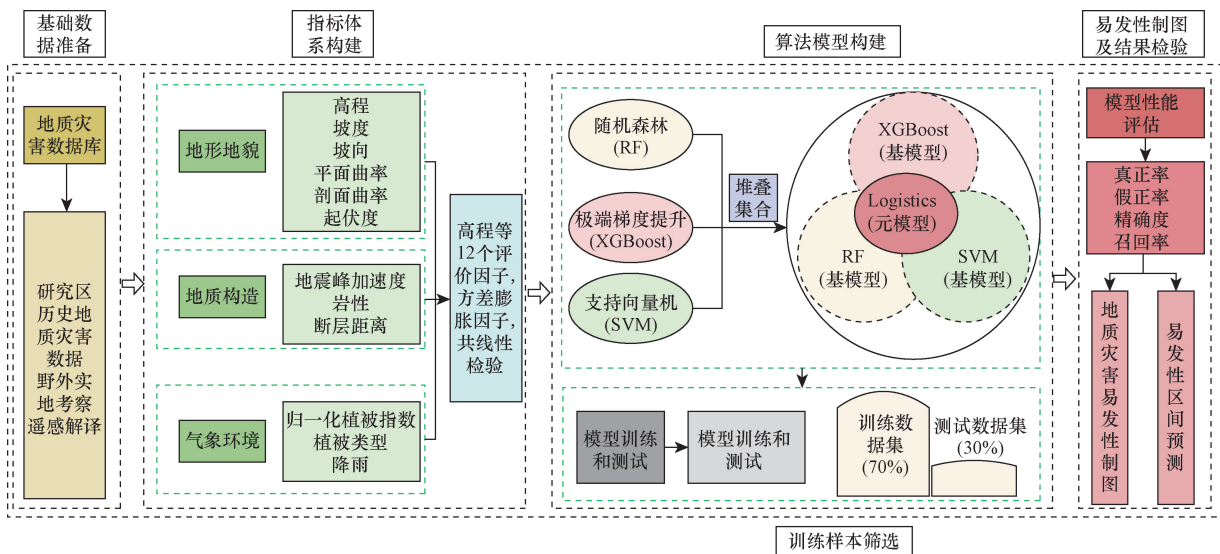 基础数
据准备
指标体
系构建
算法模型构建
易发性制图
及结果检验
地质灾
害数据库
研究区
历史地
质灾害
数据
野外实
地考察
遥感解译
地形地貌
高程
坡度
坡向
平面曲率
剖面曲率
起伏度
地质构造
地震峰加速度
岩性
断层距离
气象环境
归一化植被指数
植被类型
降雨
高程等
12个评
价因子,
方差膨
胀因子,
共线性
检验
随机森林
(RF)
极端梯度提升
(XGBoost)
支持向量机
(SVM)
堆叠
集合
XGBoost
(基模型)
Logistics
(元模型)
RF
(基模型)
SVM
(基模型)
模型训练
和测试
模型训练和
测试
训练数
据集
(70%)
测试数据集
(30%)
模型性能
评估
真正率
假正率
精确度
召回率
地质灾害易发性制图
易发性区间预测
训练样本筛选